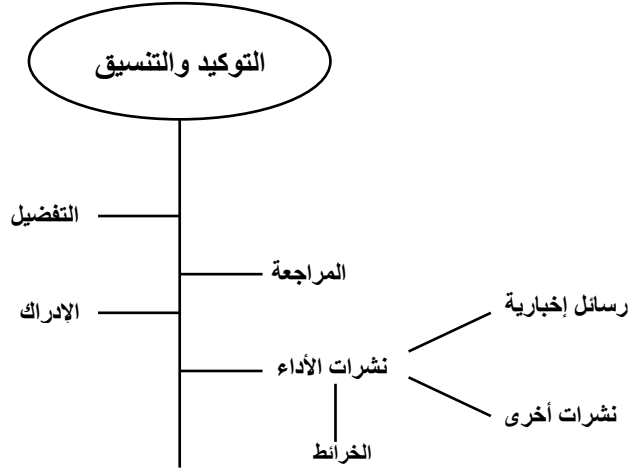 التوكيد والتنسيق
التفضيل
المراجعة
الإدراك
رسائل إخبارية
نشرات الأداء
نشرات أخرى
الخرائط